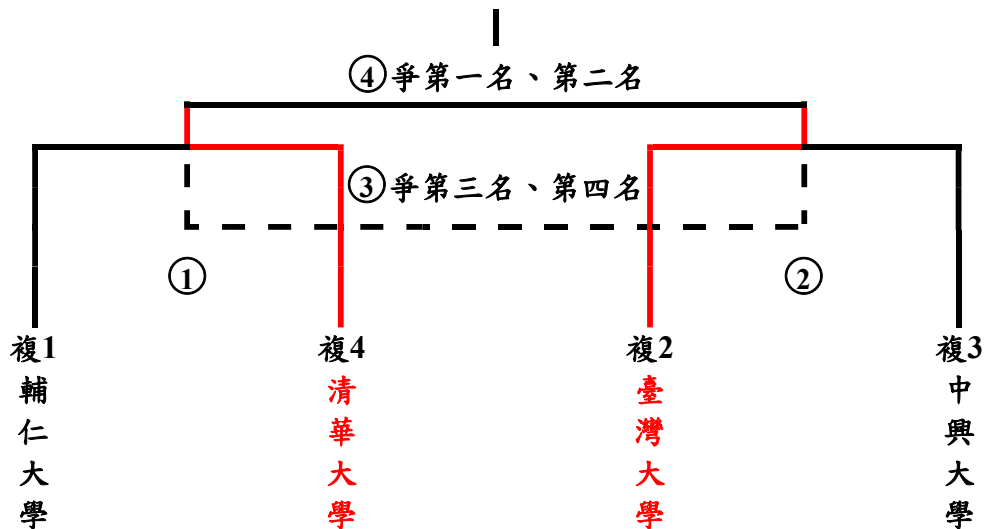 ④爭第一名、第二名
③爭第三名、第四名
①
②
複1
輔仁大學
複4
清華大學
複2
臺灣大學
複3
中興大學